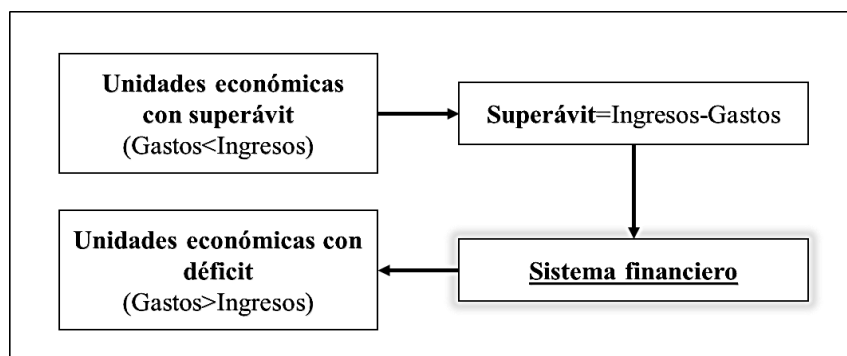 Unidades económicas
con superávit
(Gastos<Ingresos)
Superávit=Ingresos-Gastos
Unidades económicas con
déficit
(Gastos>Ingresos)
Sistema financiero